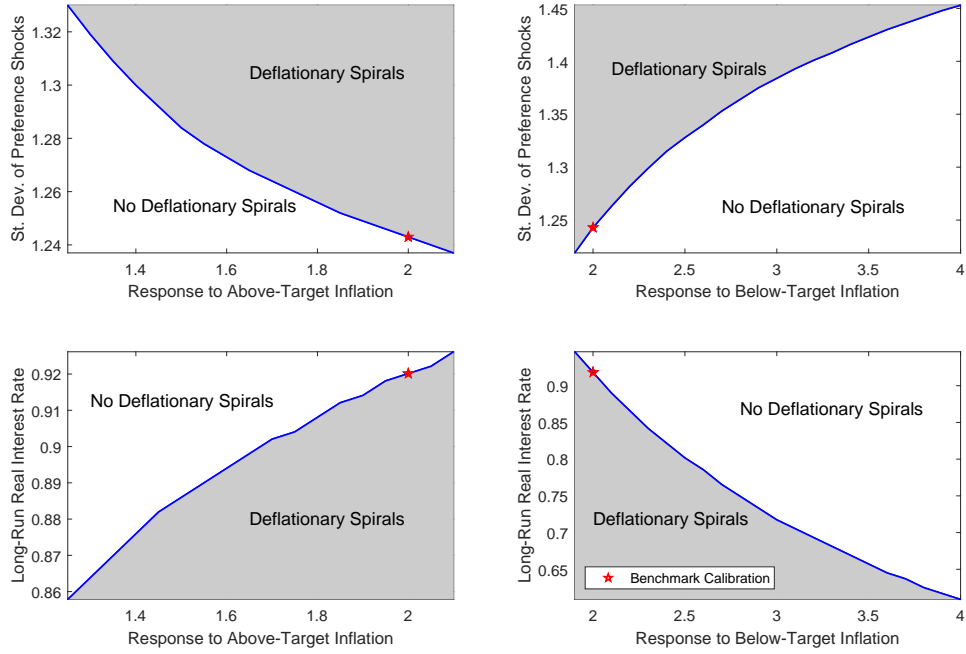 St. Dev. of Preference Shocks
1.32
1.3
1.28
1.26
1.24
Deflationary Spirals
No Deflationary Spirals
1.4
1.6
1.8
2
Response to Above-Target Inflation
St. Dev. of Preference Shocks
1.45
1.4
1.35
1.3
1.25
Deflationary Spirals
No Deflationary Spirals
2
2.5
3
3.5
4
Response to Below-Target Inflation
Long-Run Real Interest Rate
0.92
0.91
0.9
0.89
0.88
0.87
0.86
No Deflationary Spirals
Deflationary Spirals
1.4
1.6
1.8
2
Response to Above-Target Inflation
Long-Run Real Interest Rate
0.9
0.85
0.8
0.75
0.7
0.65
No Deflationary Spirals
Deflationary Spirals
Benchmark Calibration
2
2.5
3
3.5
4
Response to Below-Target Inflation